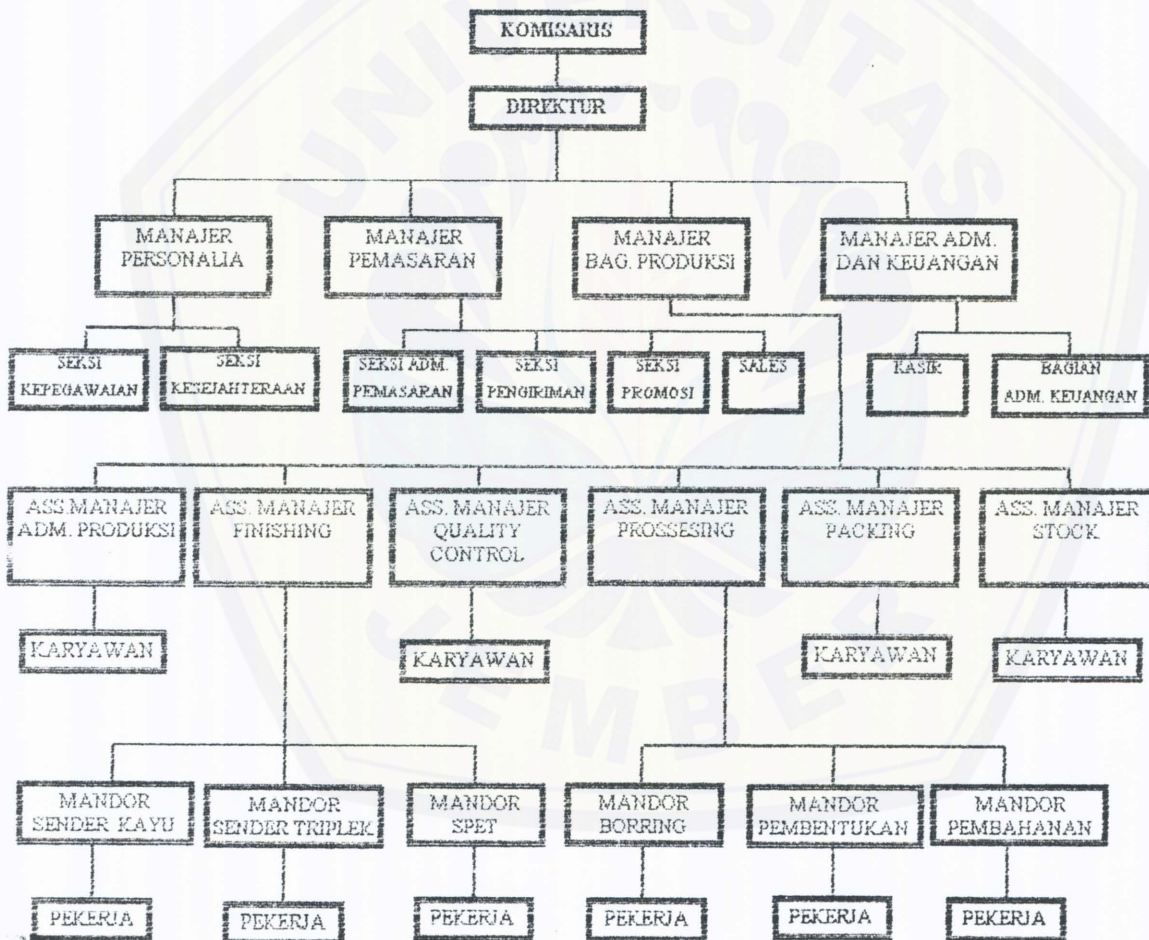 KOMISARIS
DIREKTUR
MANAJER
PERSONALIA
MANAJER
PEMASARAN
MANAJER
BAG. PRODUKSI
MANAJER ADM.
DAN KEUANGAN
SEKSI
KEPEGAWAIAN
SEKSI
KESEJAHTERAAN
SEKSI ADM.
PEMASARAN
SEKSI
PENGIRIMAN
SEKSI
PROMOSI
SALES
KASIR
BAGIAN
ADM. KEUANGAN
ASS.MANAJER
ADM. PRODUKSI
ASS. MANAJER
FINISHING
ASS. MANAJER
QUALITY
CONTROL
ASS. MANAJER
PROSSESING
ASS. MANAJER
PACKING
ASS. MANAJER
STOCK
KARYAWAN
KARYAWAN
KARYAWAN
KARYAWAN
MANDOR
SENDER KAYU
MANDOR
SENDER TRIPLEK
MANDOR
SPET
MANDOR
BORRING
MANDOR
PEMBENTUKAN
MANDOR
PEMBAHANAN
PEKERJA
PEKERJA
PEKERJA
PEKERJA
PEKERJA
PEKERJA
UNIVERSITAS
JEMBER